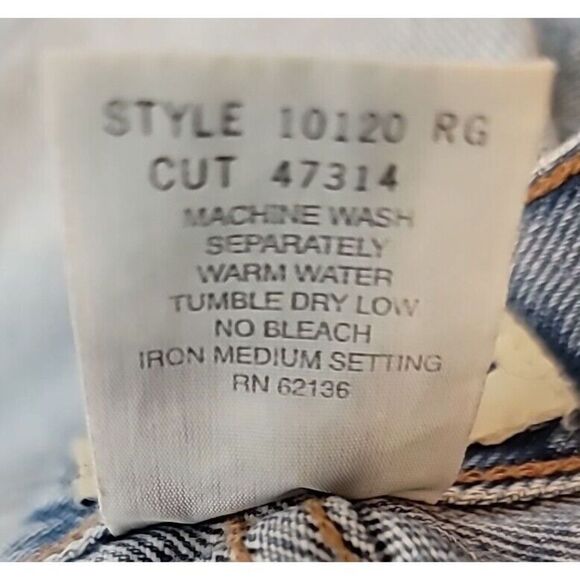 STYLE 10120 RG
CUT 47314
MACHINE WASH
SEPARATELY
WARM WATER
TUMBLE DRY LOW
NO BLEACH
IRON MEDIUM SETTING
RN 62136